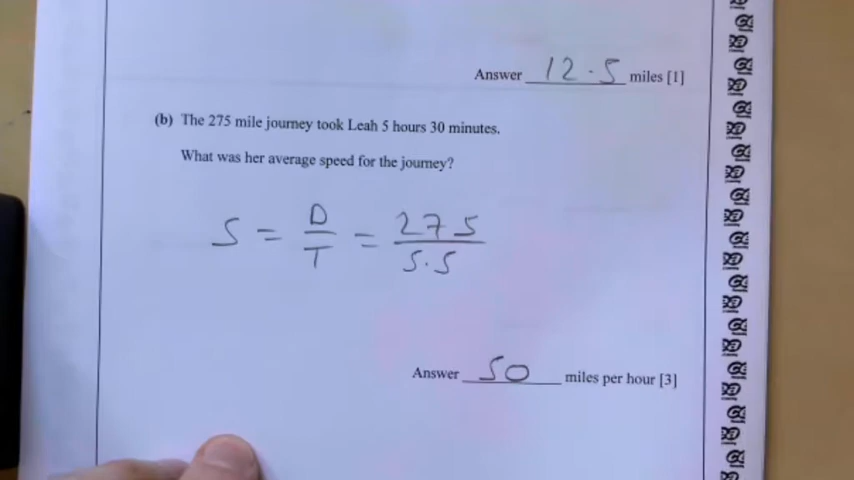 Answer 12.5 miles [1]
(b) The 275 mile journey took Leah 5 hours 30 minutes.
What was her average speed for the journey?
S = D/T = 275/5.5
Answer 50 miles per hour [3]